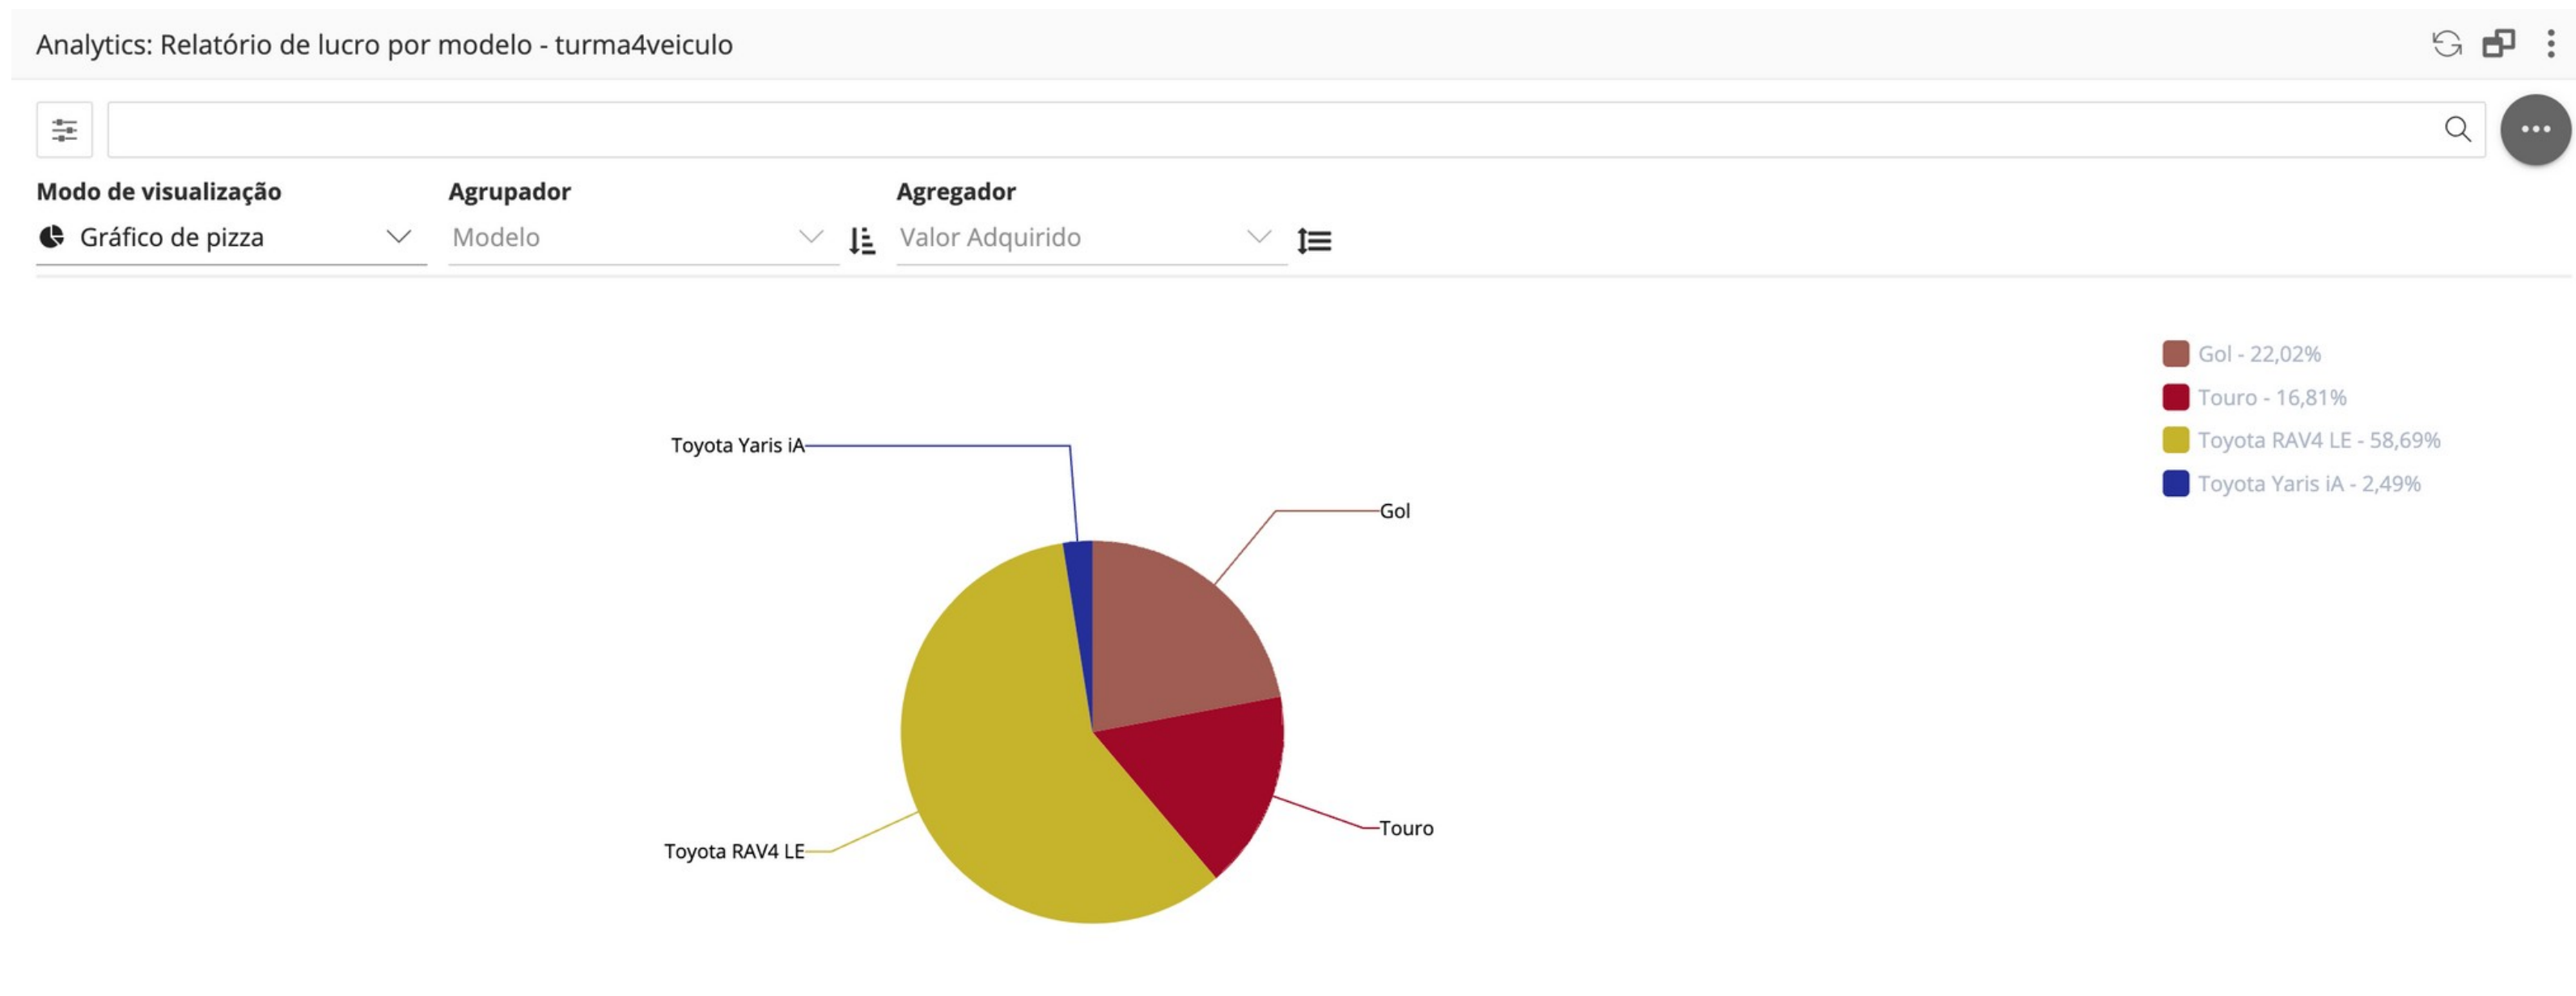 Analytics: Relatório de lucro por modelo - turma4veiculo
Modo de visualização
Agrupador
Agregador
Gráfico de pizza
Modelo
Valor Adquirido
Gol - 22,02%
Touro - 16,81%
Toyota RAV4 LE - 58,69%
Toyota Yaris iA - 2,49%
Toyota Yaris iA
Gol
Touro
Toyota RAV4 LE